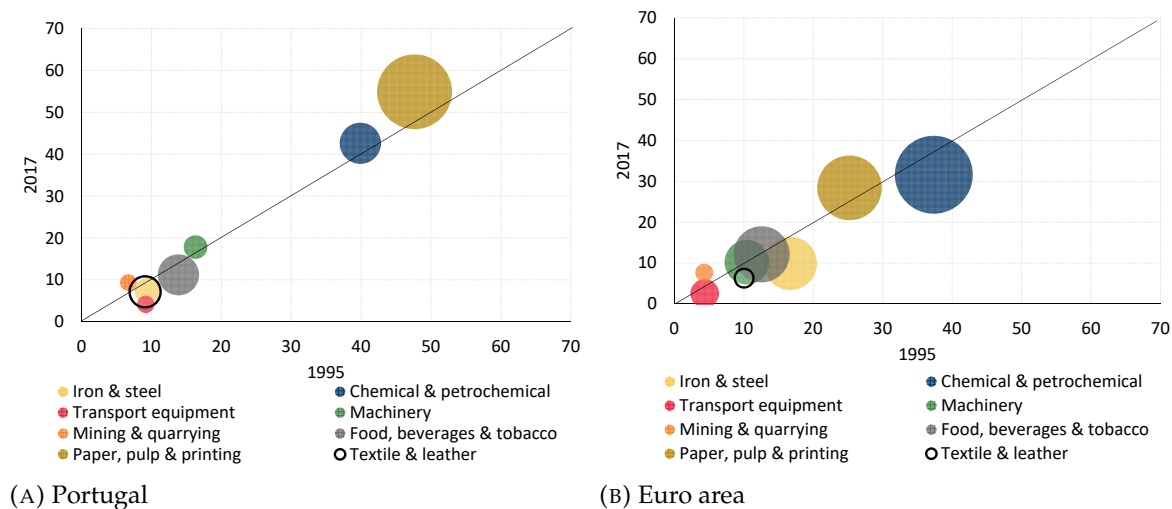 70
60
50
40
30
20
10
0
2017
0 10 20 30 40 50 60 70
1995
Iron & steel Chemical & petrochemical
Transport equipment Machinery
Mining & quarrying Food, beverages & tobacco
Paper, pulp & printing Textile & leather
(A) Portugal
70
60
50
40
30
20
10
0
2017
0 10 20 30 40 50 60 70
1995
Iron & steel Chemical & petrochemical
Transport equipment Machinery
Mining & quarrying Food, beverages & tobacco
Paper, pulp & printing Textile & leather
(B) Euro area